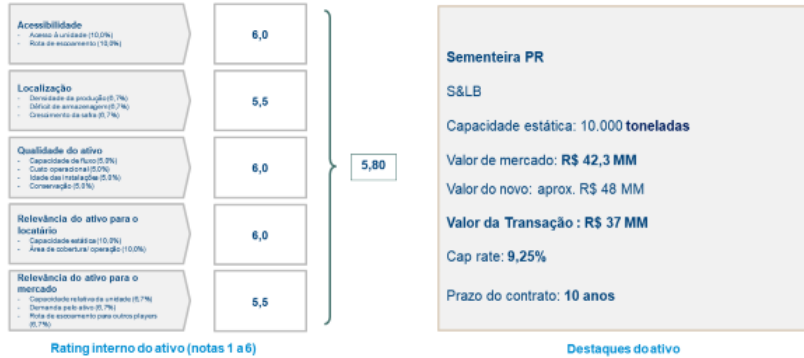 Acessibilidade
- Acesso à unidade (10,0%)
- Rota de escoamento (10,0%)
6,0
Localização
- Densidade da produção (6,7%)
- Déficit de armazenagem (6,7%)
- Crescimento da safra (6,7%)
5,5
Qualidade do ativo
- Capacidade de fluxo (5,0%)
- Custo operacional (5,0%)
- Idade das instalações (5,0%)
- Conservação (5,0%)
6,0
Relevância do ativo para o
locatário
- Capacidade estática (10,0%)
- Área de cobertura/ operação (10,0%)
6,0
Relevância do ativo para o
mercado
- Capacidade relativa da unidade (6,7%)
- Demanda pelo ativo (6,7%)
- Rota de escoamento para outros players
(6,7%)
5,5
5,80
Rating interno do ativo (notas 1 a 6)
Sementeira PR
S&LB
Capacidade estática: 10.000 toneladas
Valor de mercado: R$ 42,3 MM
Valor do novo: aprox. R$ 48 MM
Valor da Transação : R$ 37 MM
Cap rate: 9,25%
Prazo do contrato: 10 anos
Destaques do ativo